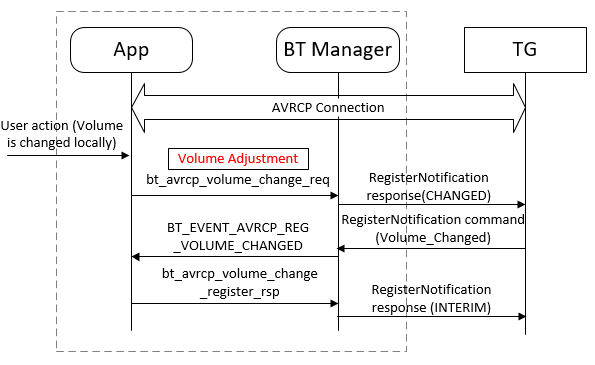 App
BT Manager
TG
AVRCP Connection
User action (Volume
is changed locally)
Volume Adjustment
bt_avrcp_volume_change_req
RegisterNotification
response(CHANGED)
RegisterNotification command
(Volume_Changed)
BT_EVENT_AVRCP_REG
_VOLUME_CHANGED
bt_avrcp_volume_change
_register_rsp
RegisterNotification
response (INTERIM)